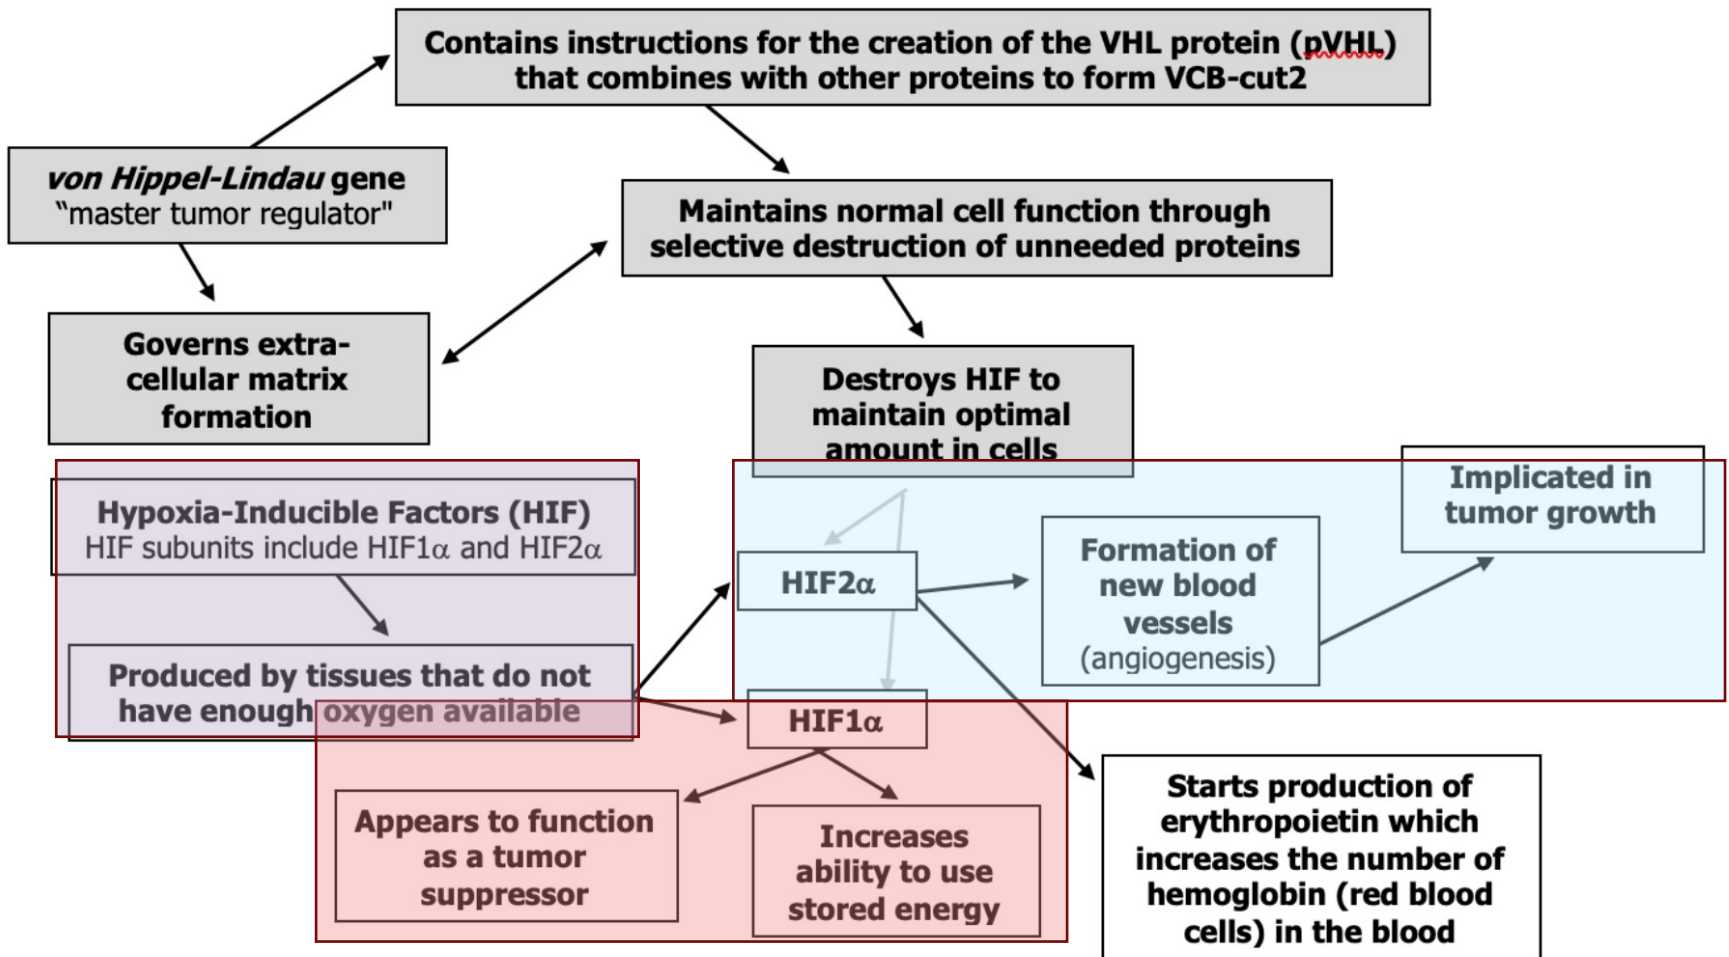 Contains instructions for the creation of the VHL protein (pVHL)
that combines with other proteins to form VCB-cut2
von Hippel-Lindau gene
“master tumor regulator"
Maintains normal cell function through
selective destruction of unneeded proteins
Governs extra-
cellular matrix
formation
Destroys HIF to
maintain optimal
amount in cells
Hypoxia-Inducible Factors (HIF)
HIF subunits include HIF1α and HIF2α
Produced by tissues that do not
have enough oxygen available
HIF2α
Formation of
new blood
vessels
(angiogenesis)
Implicated in
tumor growth
HIF1α
Appears to function
as a tumor
suppressor
Increases
ability to use
stored energy
Starts production of
erythropoietin which
increases the number of
hemoglobin (red blood
cells) in the blood